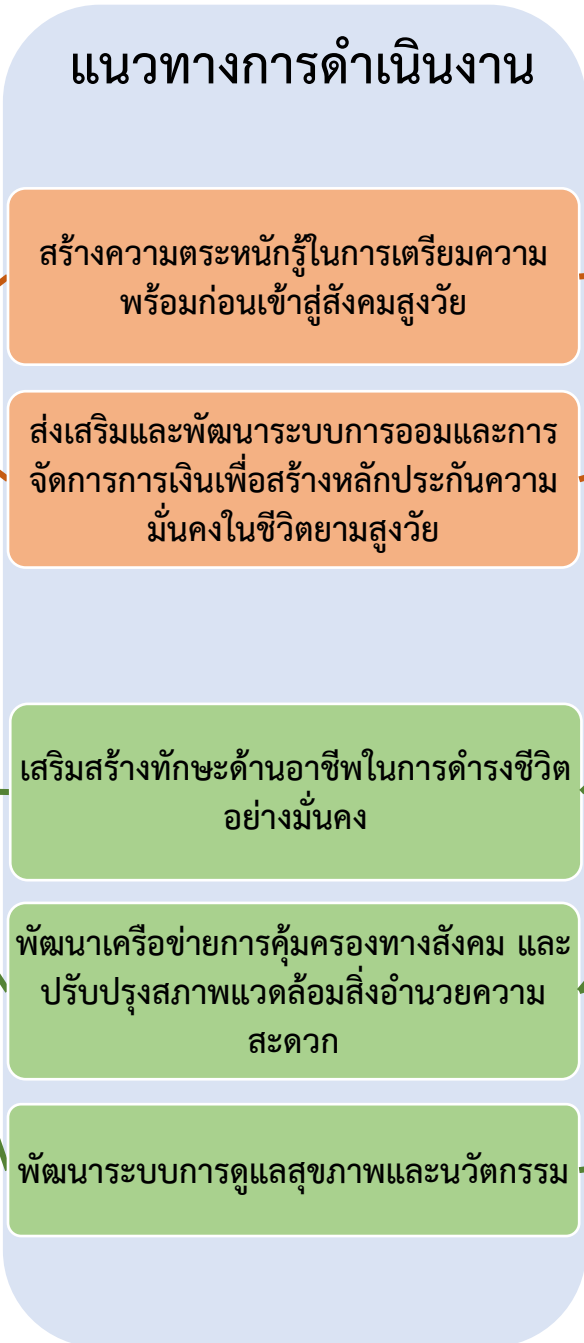 แนวทางการดำเนินงาน
สร้างความตระหนักรู้ในการเตรียมความ
พร้อมก่อนเข้าสู่สังคมสูงวัย
ส่งเสริมและพัฒนาระบบการออมและการ
จัดการการเงินเพื่อสร้างหลักประกันความ
มั่นคงในชีวิตยามสูงวัย
เสริมสร้างทักษะด้านอาชีพในการดำรงชีวิต
อย่างมั่นคง
พัฒนาเครือข่ายการคุ้มครองทางสังคม และ
ปรับปรุงสภาพแวดล้อมสิ่งอำนวยความ
สะดวก
พัฒนาระบบการดูแลสุขภาพและนวัตกรรม